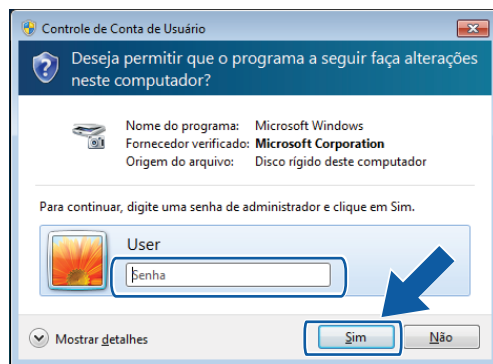 Controle de Conta de Usuário
Deseja permitir que o programa a seguir faça alterações
neste computador?
Nome do programa: Microsoft Windows
Fornecedor verificado: Microsoft Corporation
Origem do arquivo: Disco rígido deste computador
Para continuar, digite uma senha de administrador e clique em Sim.
User
Senha
Mostrar detalhes
Sim Não